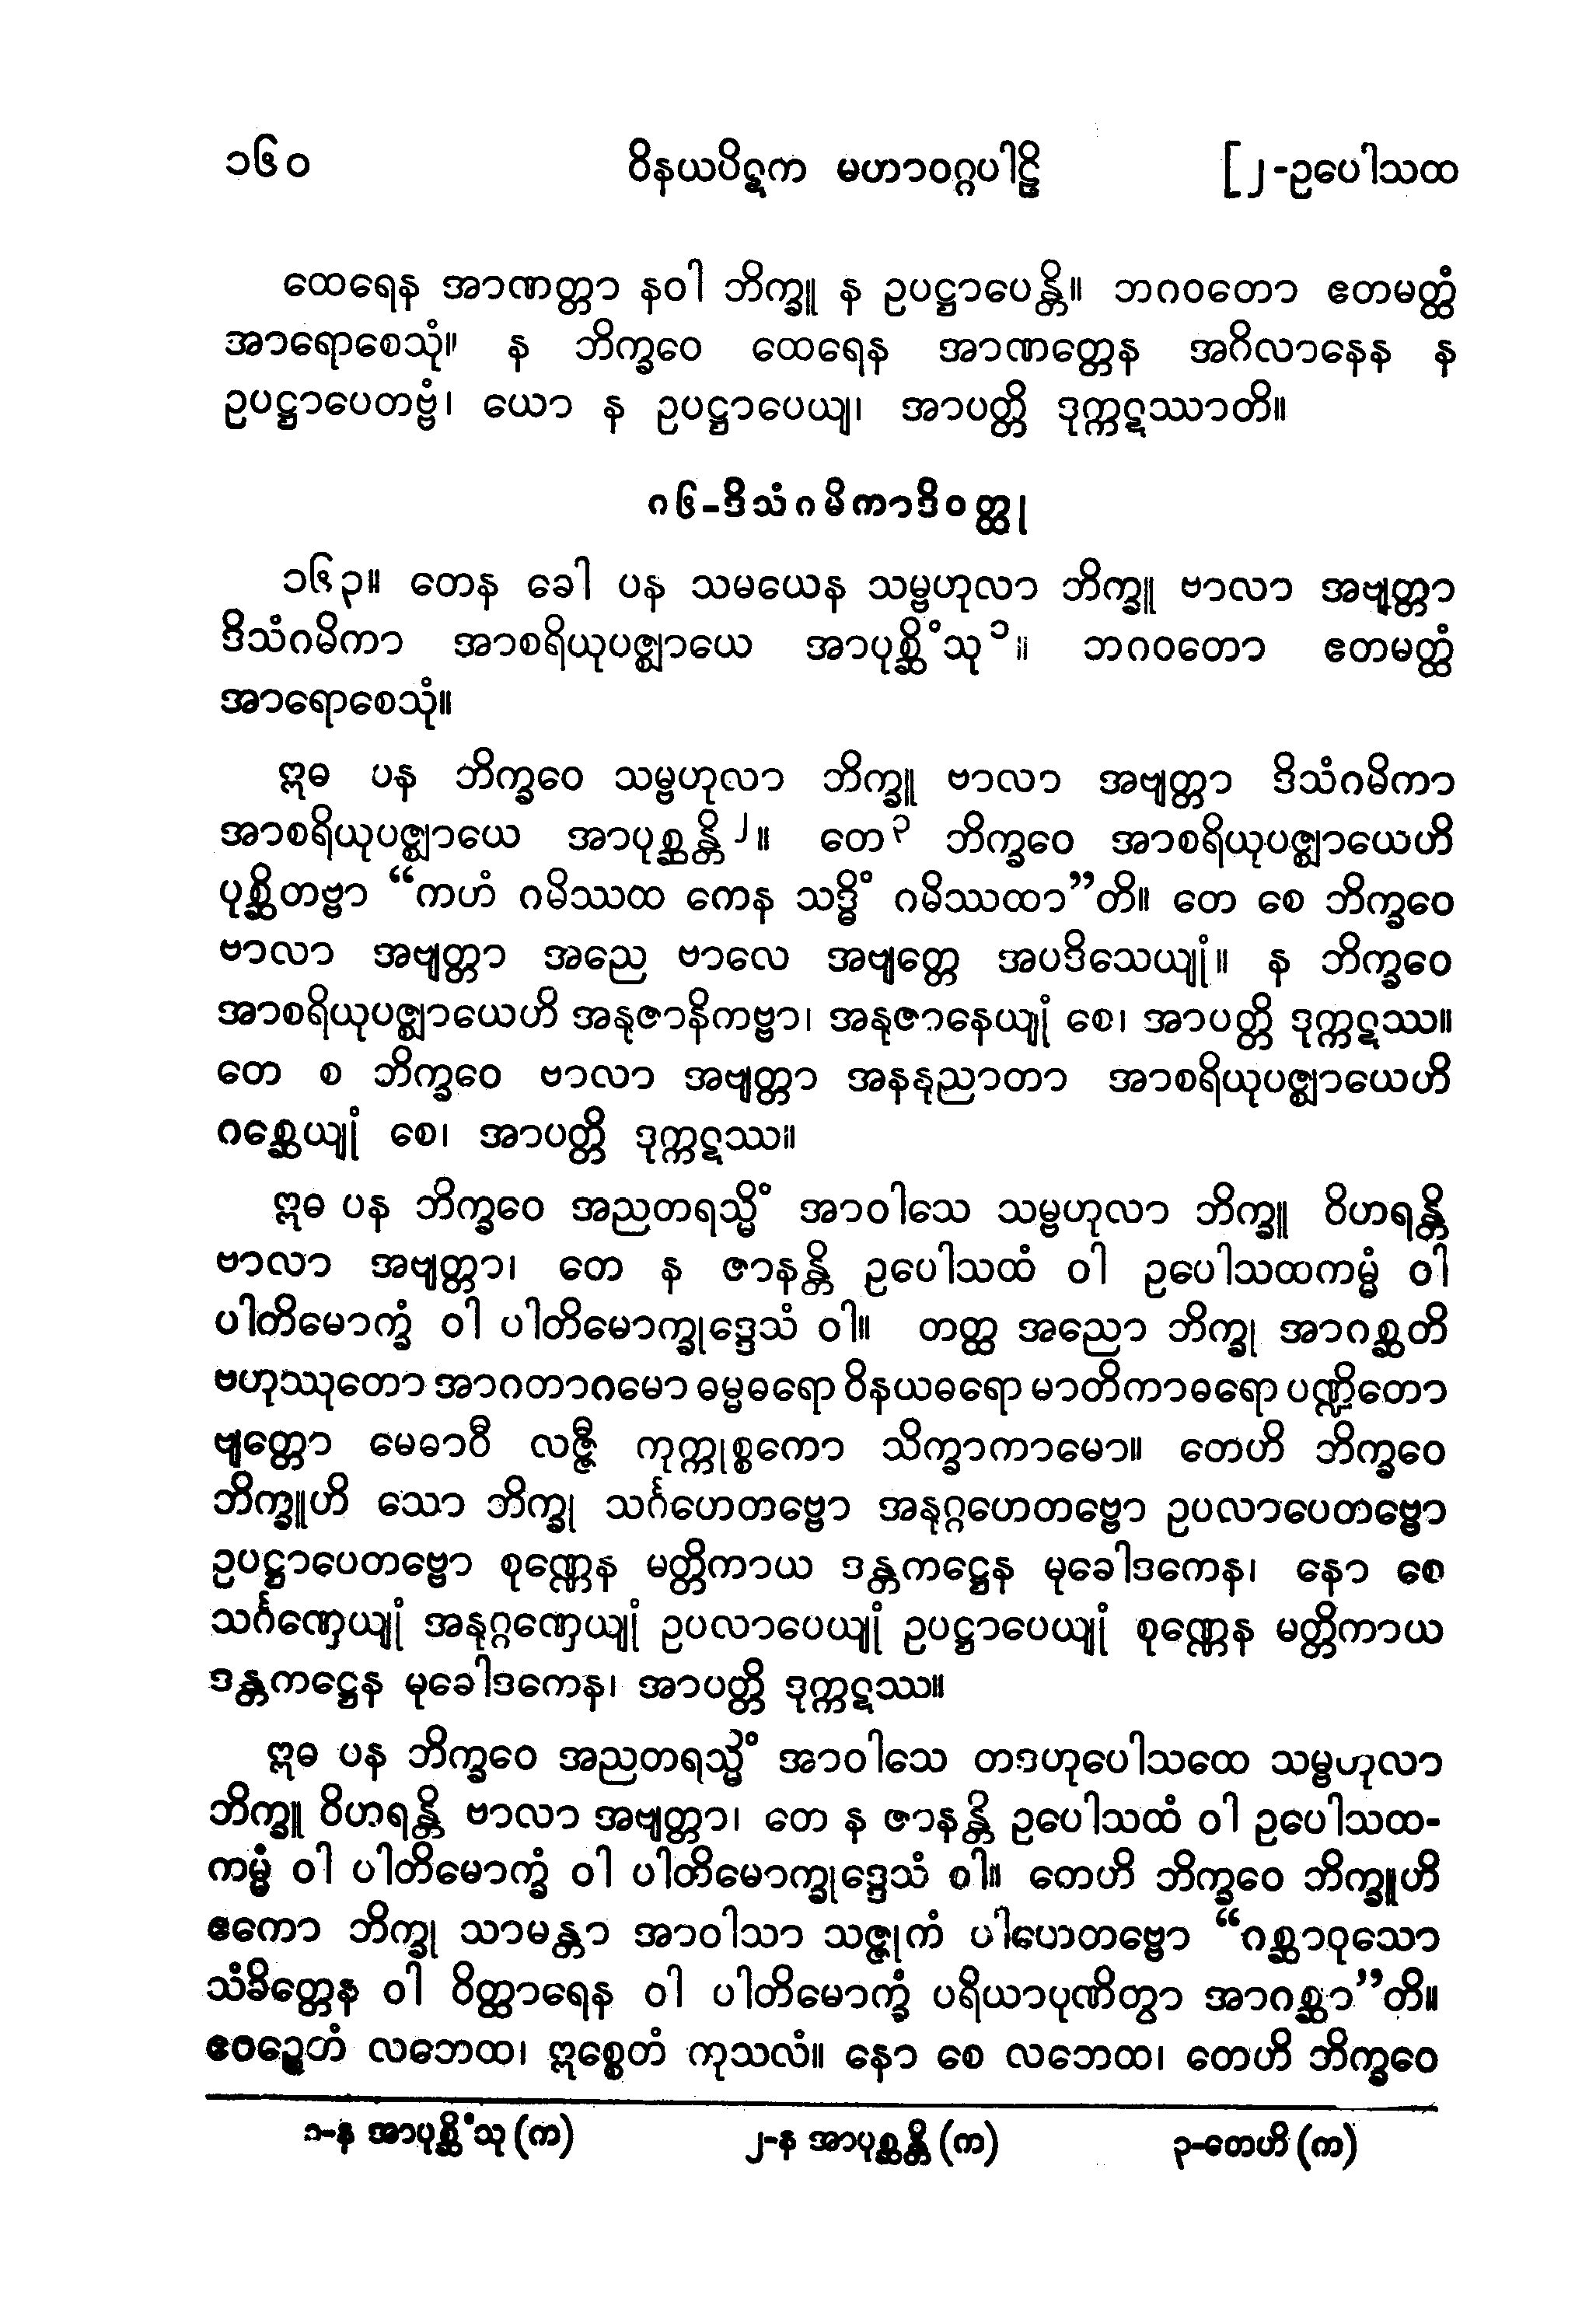 ၁၆၀ ဝိနယပိဋက မဟာဝဂ္ဂပါဠိ [၂-ဥပေါသထ
ထေရေန အာဏတ္တာ နဝါ ဘိက္ခူ န ဥပဋ္ဌာပေန္တိ။ ဘဂဝတော ဧတမတ္ထံ
အာရောစေသုံ။ န ဘိက္ခဝေ ထေရေန အာဏတ္တေန အဂိလာနေန န
ဥပဋ္ဌာပေတဗ္ဗံ၊ ယော န ဥပဋ္ဌာပေယျ၊ အာပတ္တိ ဒုက္ကဋဿာတိ။
၈၆-ဒိသံဂမိကာဒိဝတ္ထု
၁၆၃။ တေန ခေါ ပန သမယေန သမ္ဗဟုလာ ဘိက္ခူ ဗာလာ အဗျတ္တာ
ဒိသံဂမိကာ အာစရိယုပဇ္ဈာယေ အာပုစ္ဆိံသု၁။ ဘဂဝတော ဧတမတ္ထံ
အာရောစေသုံ။
ဣဓ ပန ဘိက္ခဝေ သမ္ဗဟုလာ ဘိက္ခူ ဗာလာ အဗျတ္တာ ဒိသံဂမိကာ
အာစရိယုပဇ္ဈာယေ အာပုစ္ဆန္တိ၂။ တေ၃ ဘိက္ခဝေ အာစရိယုပဇ္ဈာယေဟိ
ပုစ္ဆိတဗ္ဗာ “ကဟံ ဂမိဿထ ကေန သဒ္ဓိံ ဂမိဿထာ”တိ။ တေ စေ ဘိက္ခဝေ
ဗာလာ အဗျတ္တာ အညေ ဗာလေ အဗျတ္တေ အပဒိသေယျုံ။ န ဘိက္ခဝေ
အာစရိယုပဇ္ဈာယေဟိ အနုဇာနိကဗ္ဗာ၊ အနုဇာနေယျုံ စေ၊ အာပတ္တိ ဒုက္ကဋဿ။
တေ စ ဘိက္ခဝေ ဗာလာ အဗျတ္တာ အနနုညာတာ အာစရိယုပဇ္ဈာယေဟိ
ဂစ္ဆေယျုံ စေ၊ အာပတ္တိ ဒုက္ကဋဿ။
ဣဓ ပန ဘိက္ခဝေ အညတရသ္မိံ အာဝါသေ သမ္ဗဟုလာ ဘိက္ခူ ဝိဟရန္တိ
ဗာလာ အဗျတ္တာ၊ တေ န ဇာနန္တိ ဥပေါသထံ ဝါ ဥပေါသထကမ္မံ ဝါ
ပါတိမောက္ခံ ဝါ ပါတိမောက္ခုဒ္ဒေသံ ဝါ။ တတ္ထ အညော ဘိက္ခု အာဂစ္ဆတိ
ဗဟုဿုတော အာဂတာဂမော ဓမ္မဓရော ဝိနယဓရော မာတိကာဓရော ပဏ္ဍိတော
ဗျတ္တော မေဓာဝီ လဇ္ဇီ ကုက္ကုစ္စကော သိက္ခာကာမော။ တေဟိ ဘိက္ခဝေ
ဘိက္ခူဟိ သော ဘိက္ခု သင်္ဂဟေတဗ္ဗော အနုဂ္ဂဟေတဗ္ဗော ဥပလာပေတဗ္ဗော
ဥပဋ္ဌာပေတဗ္ဗော စုဏ္ဏေန မတ္တိကာယ ဒန္တကဋ္ဌေန မုခေါဒကေန၊ နော စေ
သင်္ဂဏှေယျုံ အနုဂ္ဂဏှေယျုံ ဥပလာပေယျုံ ဥပဋ္ဌာပေယျုံ စုဏ္ဏေန မတ္တိကာယ
ဒန္တကဋ္ဌေန မုခေါဒကေန၊ အာပတ္တိ ဒုက္ကဋဿ။
ဣဓ ပန ဘိက္ခဝေ အညတရသ္မိံ အာဝါသေ တဒဟုပေါသထေ သမ္ဗဟုလာ
ဘိက္ခူ ဝိဟရန္တိ ဗာလာ အဗျတ္တာ၊ တေ န ဇာနန္တိ ဥပေါသထံ ဝါ ဥပေါသထ-
ကမ္မံ ဝါ ပါတိမောက္ခံ ဝါ ပါတိမောက္ခုဒ္ဒေသံ ဝါ။ တေဟိ ဘိက္ခဝေ ဘိက္ခူဟိ
ဧကော ဘိက္ခု သာမန္တာ အာဝါသာ သဇ္ဇုကံ ပါဟေတဗ္ဗော “ဂစ္ဆာဝုသော
သံခိတ္တေန ဝါ ဝိတ္ထာရေန ဝါ ပါတိမောက္ခံ ပရိယာပုဏိတွာ အာဂစ္ဆာ”တိ။
ဧဝဉ္စေတံ လဘေထ၊ ဣစ္စေတံ ကုသလံ။ နော စေ လဘေထ၊ တေဟိ ဘိက္ခဝေ
၁-န အာပုစ္ဆိံသု (က) ၂-န အာပုစ္ဆန္တိ (က) ၃-တေဟိ (က)